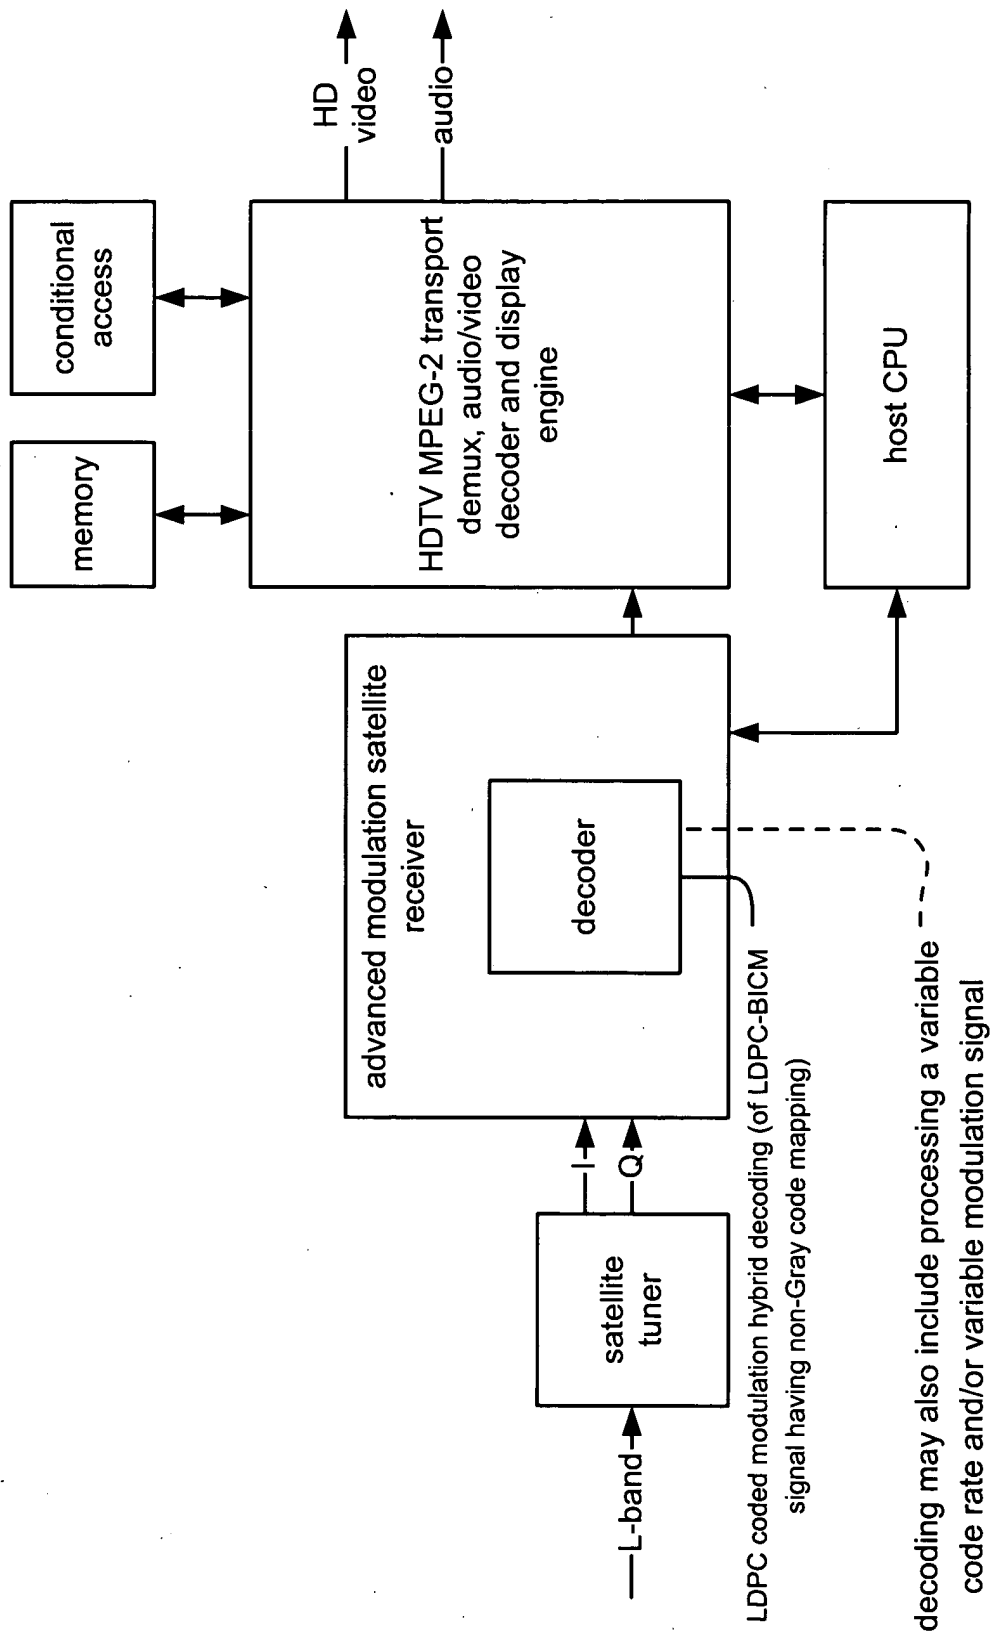 L-band
satellite
tuner
I
Q
advanced modulation satellite
receiver
decoder
LDPC coded modulation hybrid decoding (of LDPC-BICM
signal having non-Gray code mapping)
decoding may also include processing a variable
code rate and/or variable modulation signal
memory
conditional
access
HDTV MPEG-2 transport
demux, audio/video
decoder and display
engine
HD
video
audio
host CPU